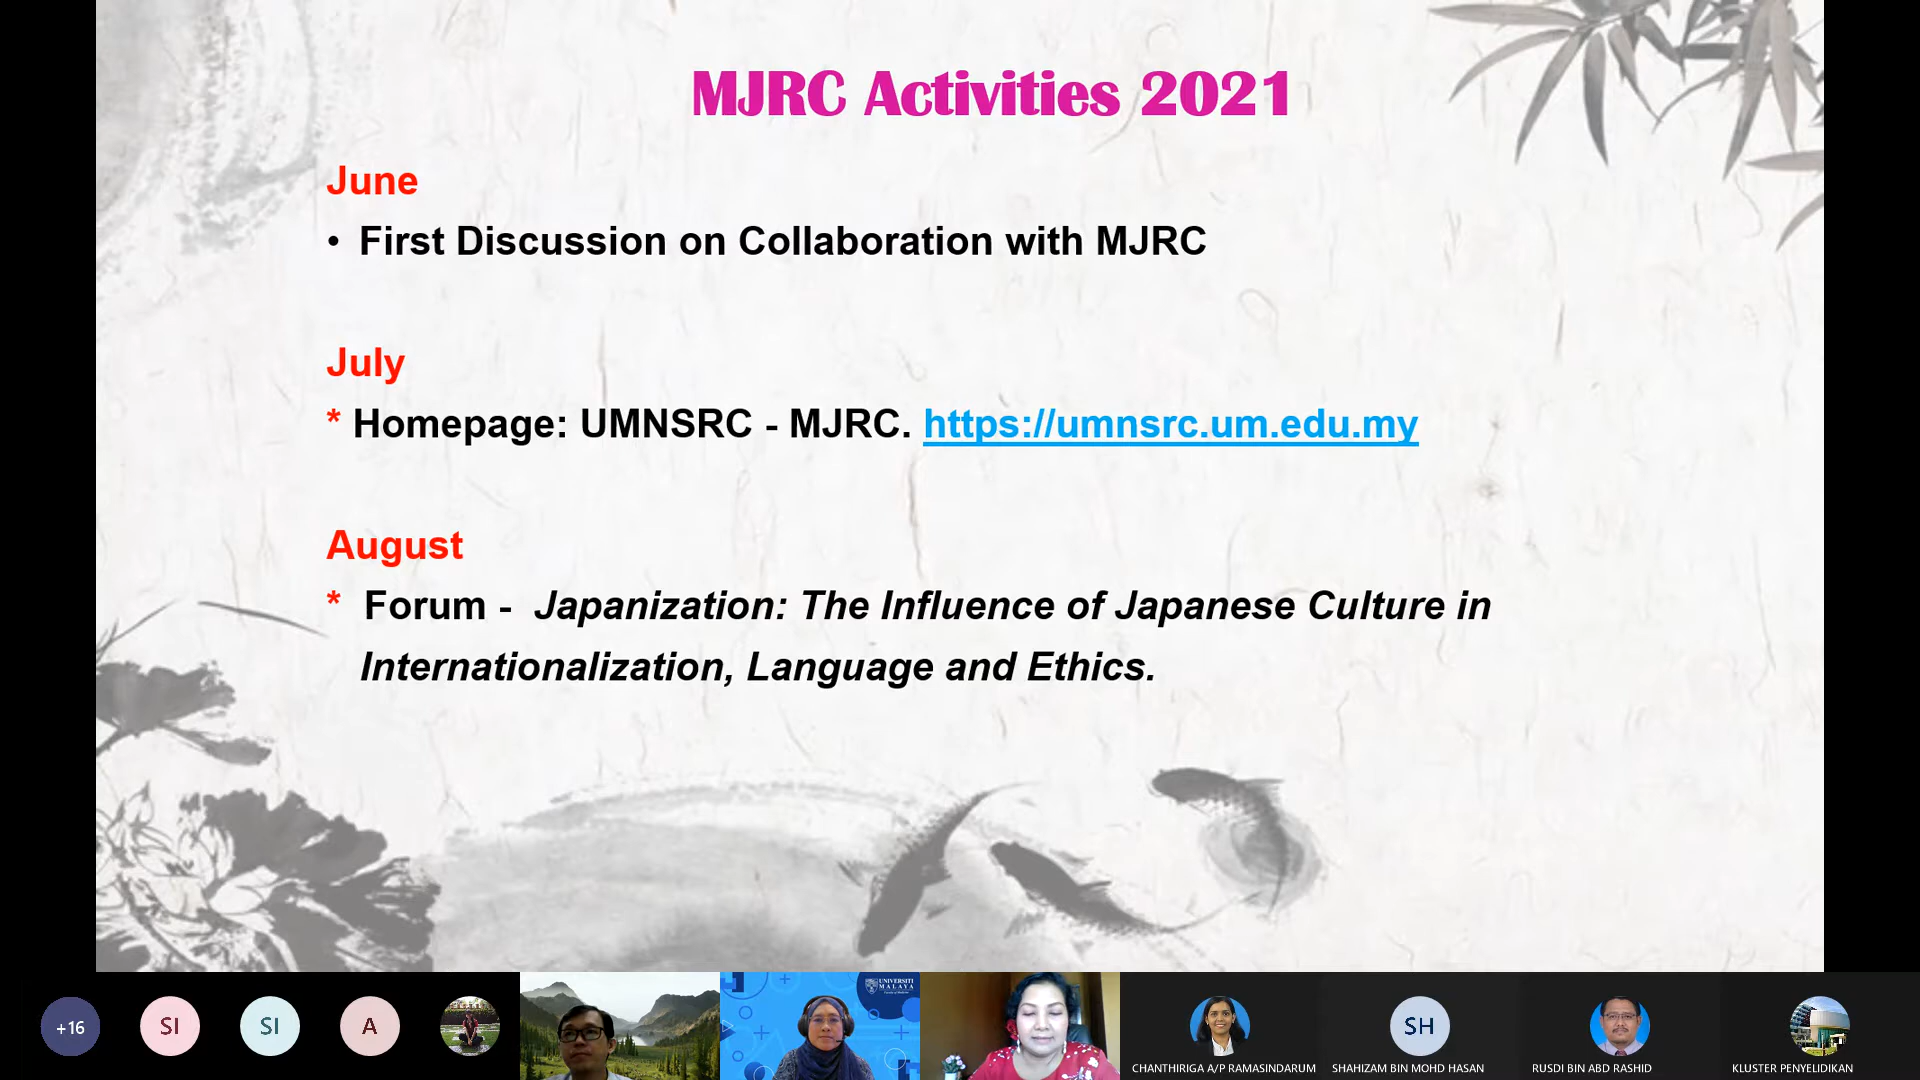 MJRC Activities 2021
June
• First Discussion on Collaboration with MJRC
July
* Homepage: UMNSRC - MJRC. https://umnsrc.um.edu.my
August
* Forum - Japanization: The Influence of Japanese Culture in
Internationalization, Language and Ethics.
+16
SI
SI
A
UNIVERSITI
MALAYA
SH
CHANTHIRIGA A/P RAMASINDARUM
SHAHIZAM BIN MOHD HASAN
RUSDI BIN ABD RASHID
KLUSTER PENYELIDIKAN